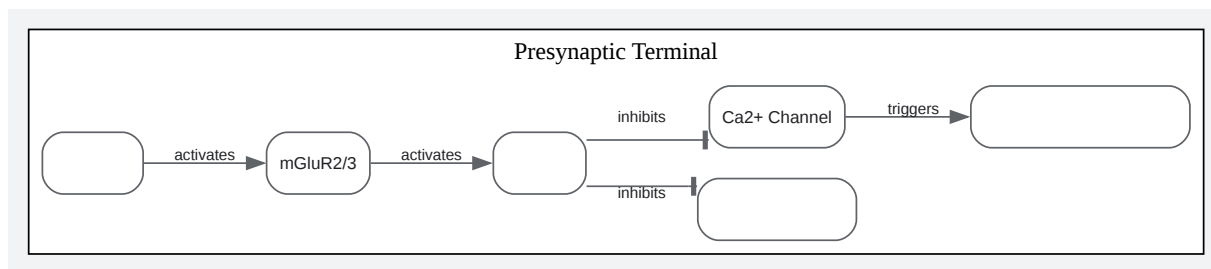 Presynaptic Terminal
activates
mGluR2/3
activates
inhibits
Ca2+ Channel
triggers
inhibits